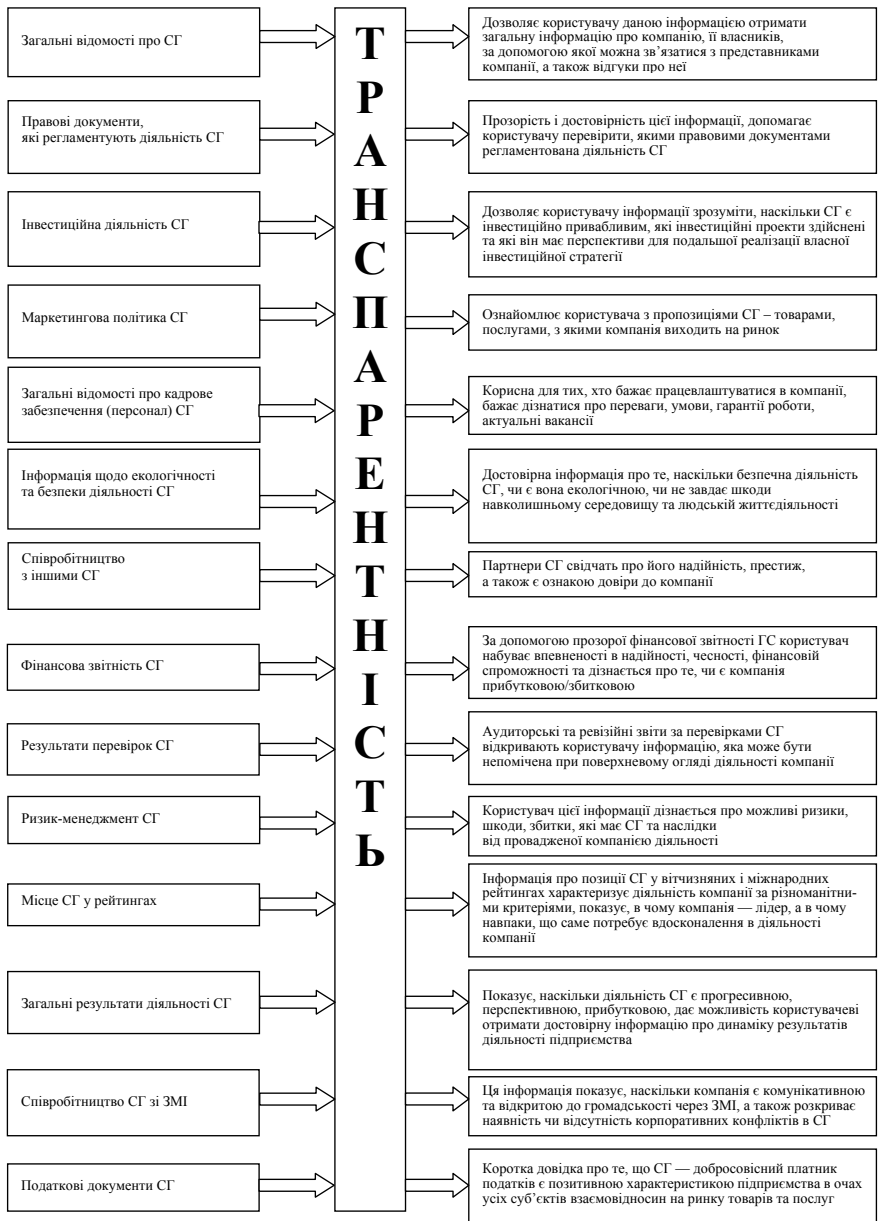 Загальні відомості про СГ
Дозволяє користувачу даною інформацією отримати
загальну інформацію про компанію, її власників,
за допомогою якої можна зв’язатися з представниками
компанії, а також відгуки про неї
Правові документи,
які регламентують діяльність СГ
Прозорість і достовірність цієї інформації, допомагає
користувачу перевірити, якими правовими документами
регламентована діяльність СГ
Інвестиційна діяльність СГ
Дозволяє користувачу інформації зрозуміти, наскільки СГ є
інвестиційно привабливим, які інвестиційні проекти здійснені
та які він має перспективи для подальшої реалізації власної
інвестиційної стратегії
Маркетингова політика СГ
Ознайомлює користувача з пропозиціями СГ – товарами,
послугами, з якими компанія виходить на ринок
Загальні відомості про кадрове
забезпечення (персонал) СГ
Корисна для тих, хто бажає працевлаштуватися в компанії,
бажає дізнатися про переваги, умови, гарантії роботи,
актуальні вакансії
Інформація щодо екологічності
та безпеки діяльності СГ
Достовірна інформація про те, наскільки безпечна діяльність
СГ, чи є вона екологічною, чи не завдає шкоди
навколишньому середовищу та людській життєдіяльності
Співробітництво
з іншими СГ
Партнери СГ свідчать про його надійність, престиж,
а також є ознакою довіри до компанії
Фінансова звітність СГ
За допомогою прозорої фінансової звітності ГС користувач
набуває впевненості в надійності, чесності, фінансовій
спроможності та дізнається про те, чи є компанія
прибутковою/збитковою
Результати перевірок СГ
Аудиторські та ревізійні звіти за перевірками СГ
відкривають користувачу інформацію, яка може бути
непомічена при поверхневому огляді діяльності компанії
Ризик-менеджмент СГ
Користувач цієї інформації дізнається про можливі ризики,
шкоди, збитки, які має СГ та наслідки
від провадженої компанією діяльності
Місце СГ у рейтингах
Інформація про позиції СГ у вітчизняних і міжнародних
рейтингах характеризує діяльність компанії за різноманітни-
ми критеріями, показує, в чому компанія — лідер, а в чому
навпаки, що саме потребує вдосконалення в діяльності
компанії
Загальні результати діяльності СГ
Показує, наскільки діяльність СГ є прогресивною,
перспективною, прибутковою, дає можливість користувачеві
отримати достовірну інформацію про динаміку результатів
діяльності підприємства
Співробітництво СГ зі ЗМІ
Ця інформація показує, наскільки компанія є комунікативною
та відкритою до громадськості через ЗМІ, а також розкриває
наявність чи відсутність корпоративних конфліктів в СГ
Податкові документи СГ
Коротка довідка про те, що СГ — добросовісний платник
податків є позитивною характеристикою підприємства в очах
усіх суб’єктів взаємовідносин на ринку товарів та послуг
Т
Р
А
Н
С
П
А
Р
Е
Н
Т
Н
І
С
Т
Ь